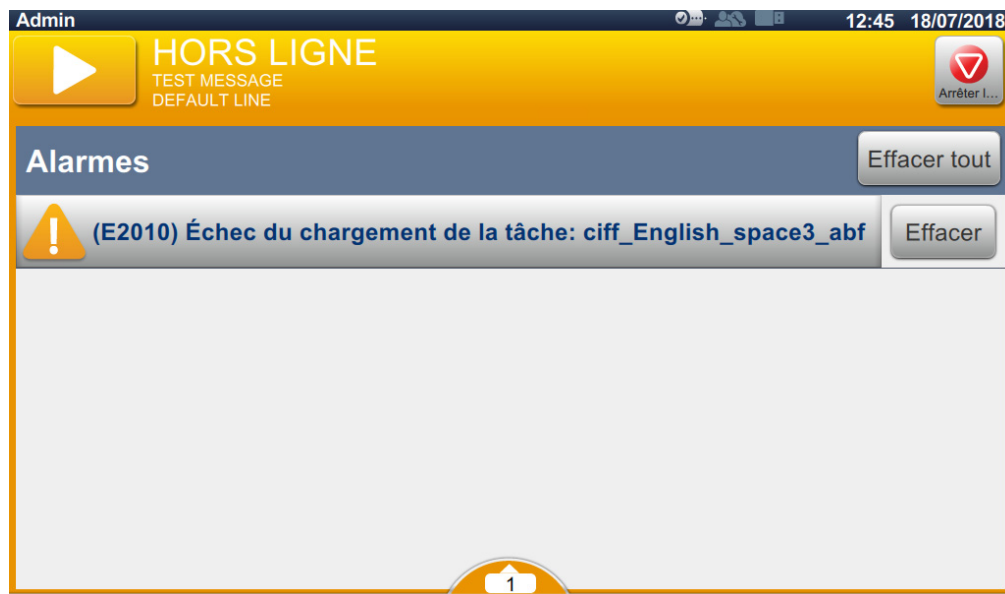 Admin
12:45 18/07/2018
HORS LIGNE
TEST MESSAGE
DEFAULT LINE
Arrêter l...
Alarmes
Effacer tout
(E2010) Échec du chargement de la tâche: ciff_English_space3_abf
Effacer
1